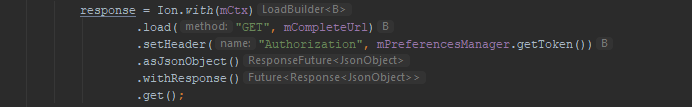 response = Ion.with(mCtx) LoadBuilder<B>
.load( method: "GET", mCompleteUrl) B
.setHeader( name: "Authorization", mPreferencesManager.getToken()) B
.asJsonObject() ResponseFuture<JsonObject>
.withResponse() Future<Response<JsonObject>>
.get();